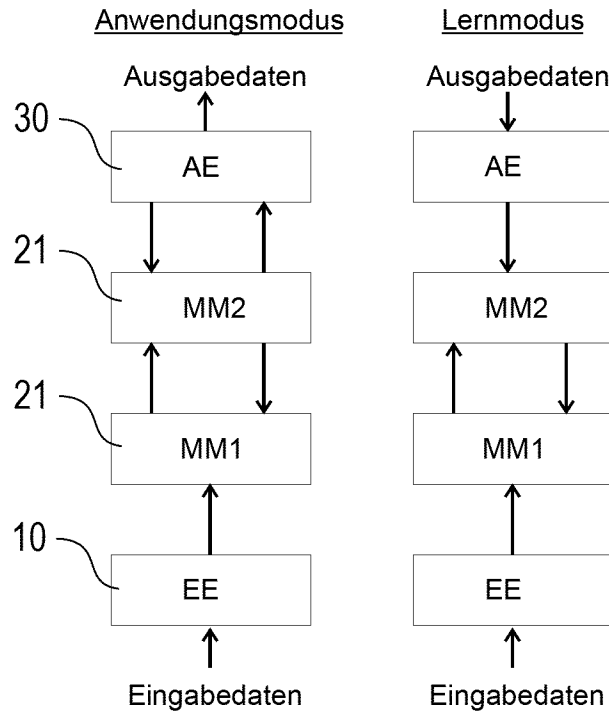 Anwendungsmodus Lernmodus
Ausgabedaten Ausgabedaten
30
AE AE
21
MM2 MM2
21
MM1 MM1
10
EE EE
Eingabedaten Eingabedaten